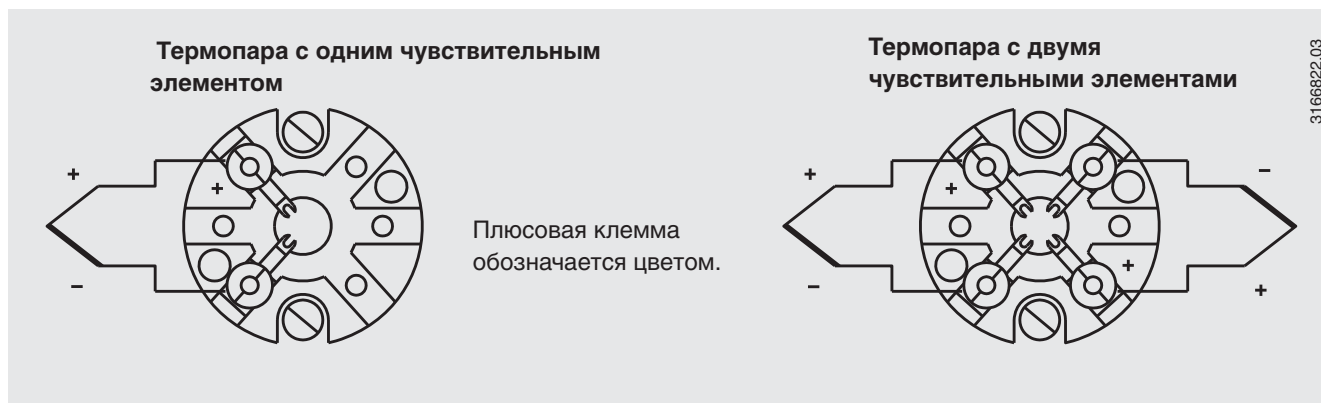 Термопара с одним чувствительным
элементом
+
+
–
Плюсовая клемма
обозначается цветом.
Термопара с двумя
чувствительными элементами
+
+
–
–
+
+
3166822.03